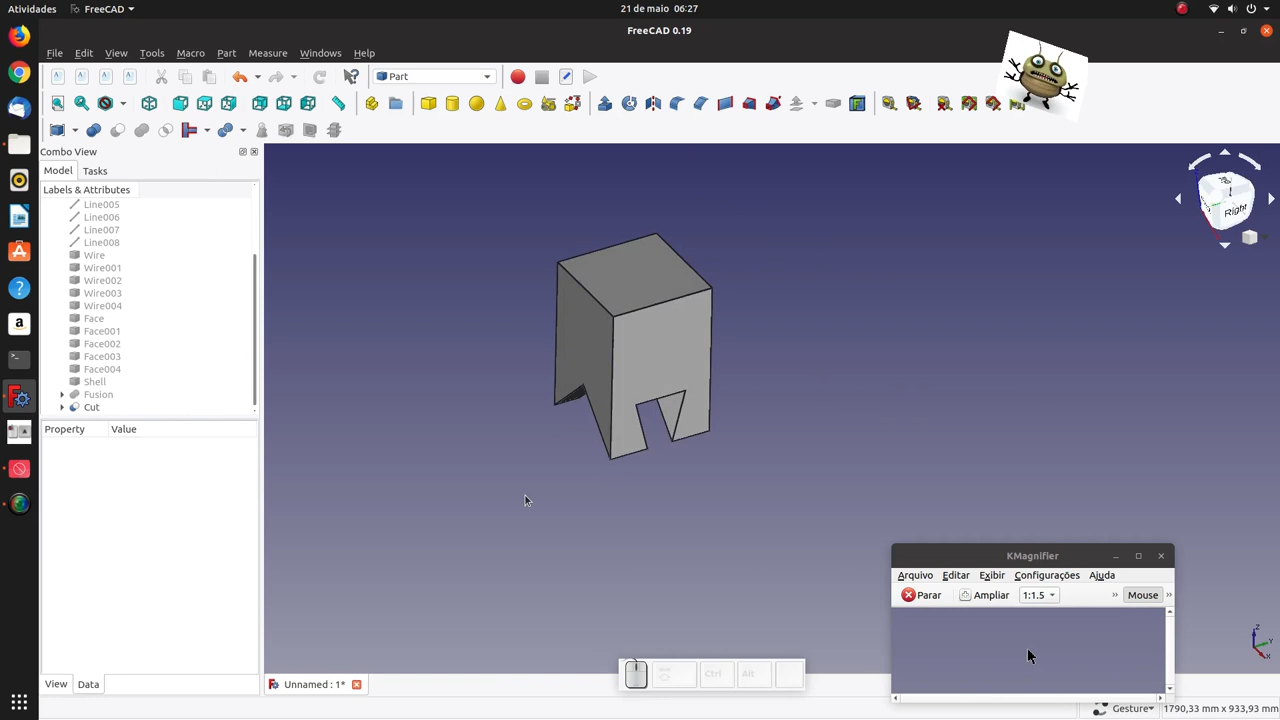 Atividades FreeCAD 21 de maio 06:27
FreeCAD 0.19
File Edit View Tools Macro Part Measure Windows Help
Part
Combo View
Model Tasks
Labels & Attributes
Line005
Line006
Line007
Line008
Wire
Wire001
Wire002
Wire003
Wire004
Face
Face001
Face002
Face003
Face004
Shell
Fusion
Cut
Property Value
View Data
Right
Z
Y
X
KMagnifier
Arquivo Editar Exibir Configurações Ajuda
Parar Ampliar 1:1.5 Mouse
Ctrl Alt
Unnamed : 1*
Gesture 1790,33 mm x 933,93 mm